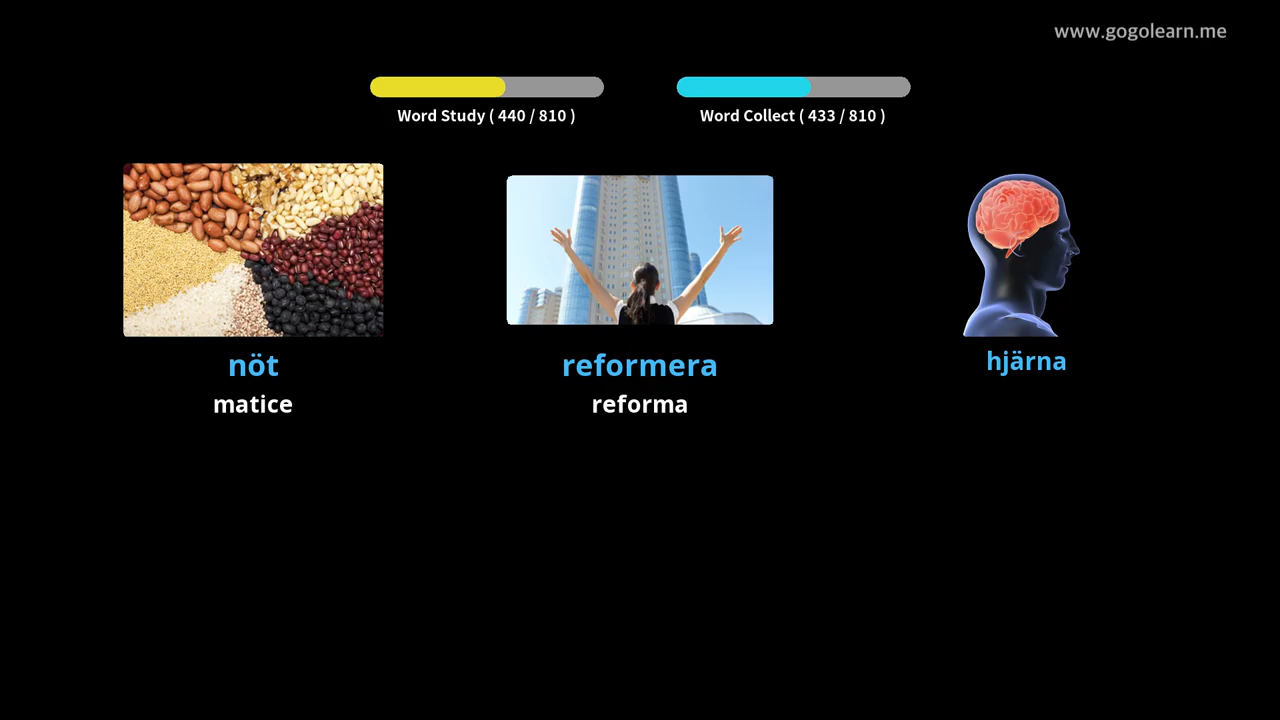 www.gogolearn.me
Word Study ( 440 / 810 )
Word Collect ( 433 / 810 )
nöt
matice
reformera
reforma
hjärna